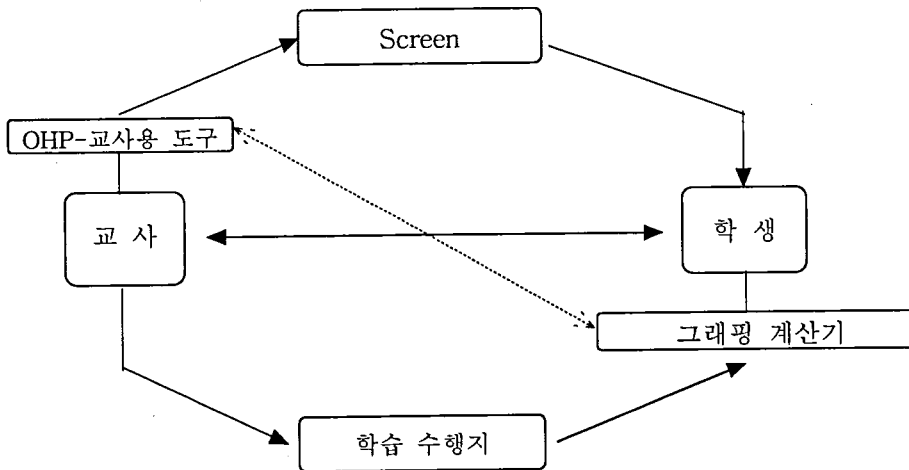 Screen
OHP-교사용 도구
교 사
학 생
그래핑 계산기
학습 수행지